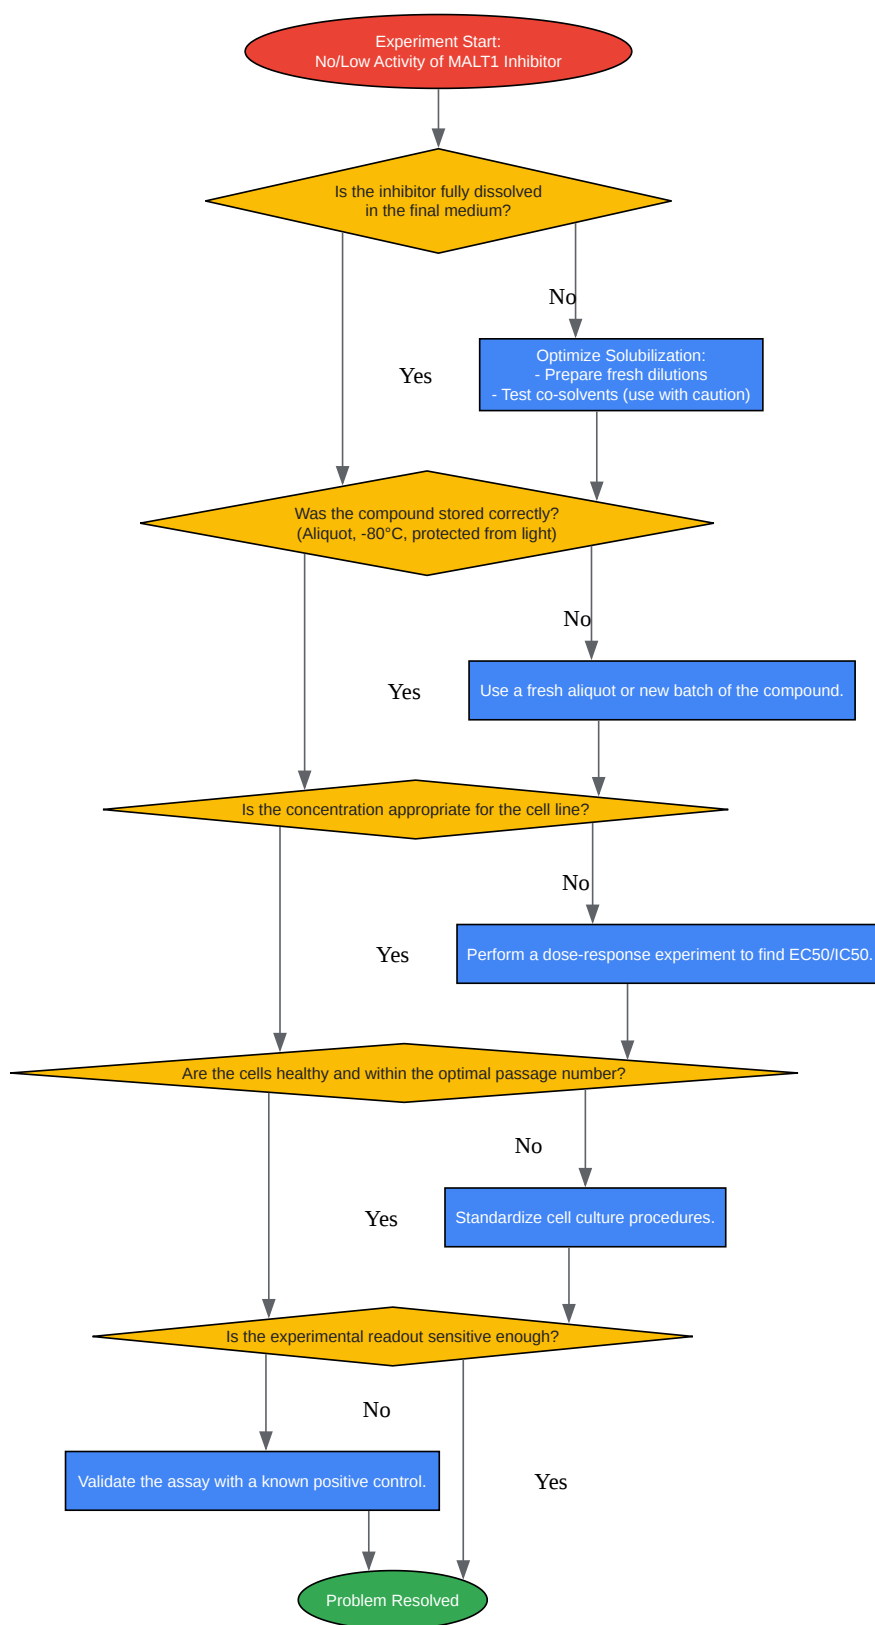 Experiment Start:
No/Low Activity of MALT1 Inhibitor
Is the inhibitor fully dissolved
in the final medium?
No
Optimize Solubilization:
- Prepare fresh dilutions
- Test co-solvents (use with caution)
Yes
Was the compound stored correctly?
(Aliquot, -80°C, protected from light)
No
Use a fresh aliquot or new batch of the compound.
Yes
Is the concentration appropriate for the cell line?
No
Perform a dose-response experiment to find EC50/IC50.
Yes
Are the cells healthy and within the optimal passage number?
No
Standardize cell culture procedures.
Yes
Is the experimental readout sensitive enough?
No
Validate the assay with a known positive control.
Yes
Problem Resolved